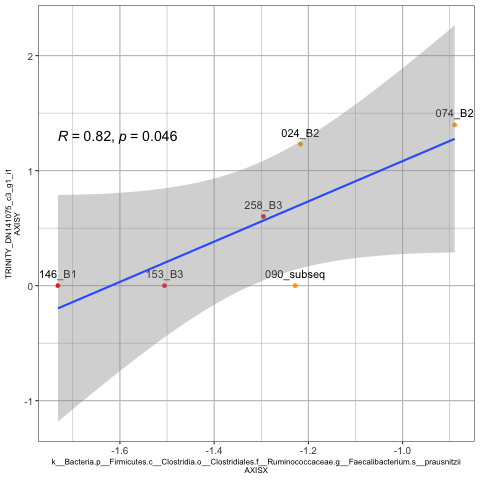 2
1
0
-1
TRINITY_DN141075_c3_g1_i1
AXISY
R = 0.82, p = 0.046
074_B2
024_B2
258_B3
146_B1
153_B3
090_subseq
-1.6
-1.4
-1.2
-1.0
k__Bacteria.p__Firmicutes.c__Clostridia.o__Clostridiales.f__Ruminococcaceae.g__Faecalibacterium.s__prausnitzii
AXISX